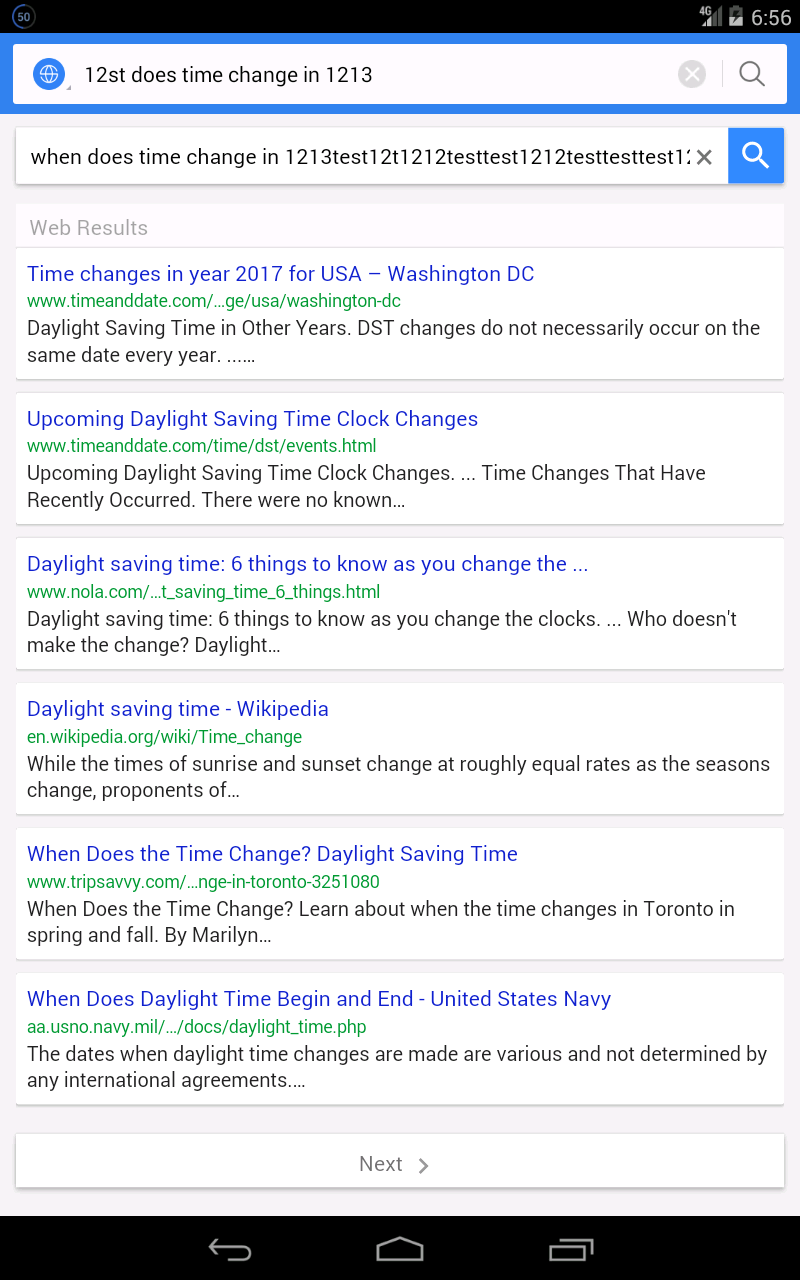 50
4G
6:56
12st does time change in 1213
when does time change in 1213test12t1212testtest1212testtesttest12
Web Results
Time changes in year 2017 for USA – Washington DC
www.timeanddate.com/...ge/usa/washington-dc
Daylight Saving Time in Other Years. DST changes do not necessarily occur on the
same date every year. ......
Upcoming Daylight Saving Time Clock Changes
www.timeanddate.com/time/dst/events.html
Upcoming Daylight Saving Time Clock Changes. ... Time Changes That Have
Recently Occurred. There were no known...
Daylight saving time: 6 things to know as you change the ...
www.nola.com/...t_saving_time_6_things.html
Daylight saving time: 6 things to know as you change the clocks. ... Who doesn't
make the change? Daylight...
Daylight saving time - Wikipedia
en.wikipedia.org/wiki/Time_change
While the times of sunrise and sunset change at roughly equal rates as the seasons
change, proponents of...
When Does the Time Change? Daylight Saving Time
www.tripsavvy.com/...nge-in-toronto-3251080
When Does the Time Change? Learn about when the time changes in Toronto in
spring and fall. By Marilyn...
When Does Daylight Time Begin and End - United States Navy
aa.usno.navy.mil/.../docs/daylight_time.php
The dates when daylight time changes are made are various and not determined by
any international agreements....
Next